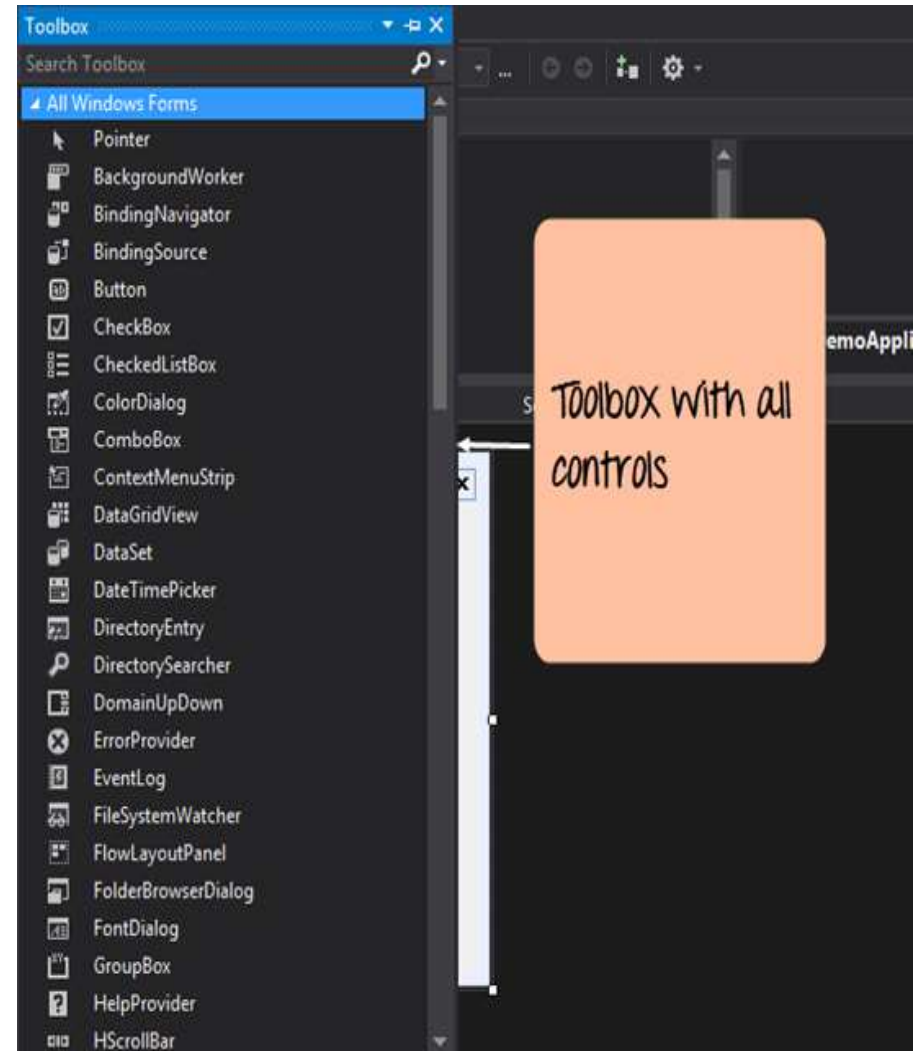 Toolbox
Search Toolbox
All Windows Forms
Pointer
BackgroundWorker
BindingNavigator
BindingSource
Button
CheckBox
CheckedListBox
ColorDialog
ComboBox
ContextMenuStrip
DataGridView
DataSet
DateTimePicker
DirectoryEntry
DirectorySearcher
DomainUpDown
ErrorProvider
EventLog
FileSystemWatcher
FlowLayoutPanel
FolderBrowserDialog
FontDialog
GroupBox
HelpProvider
HScrollBar
emoAppli
Toolbox with all
controls